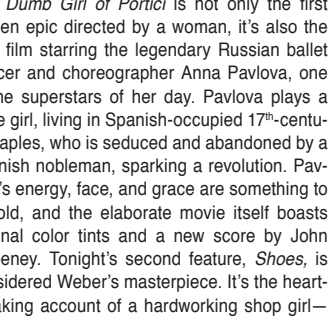 Dumb Girl of Portici is not only the first
en epic directed by a woman, it’s also the
film starring the legendary Russian ballet
cer and choreographer Anna Pavlova, one
he superstars of her day. Pavlova plays a
e girl, living in Spanish-occupied 17th-centu-
aples, who is seduced and abandoned by a
nish nobleman, sparking a revolution. Pav-
’s energy, face, and grace are something to
old, and the elaborate movie itself boasts
nal color tints and a new score by John
eney. Tonight’s second feature, Shoes, is
sidered Weber’s masterpiece. It’s the heart-
aking account of a hardworking shop girl—